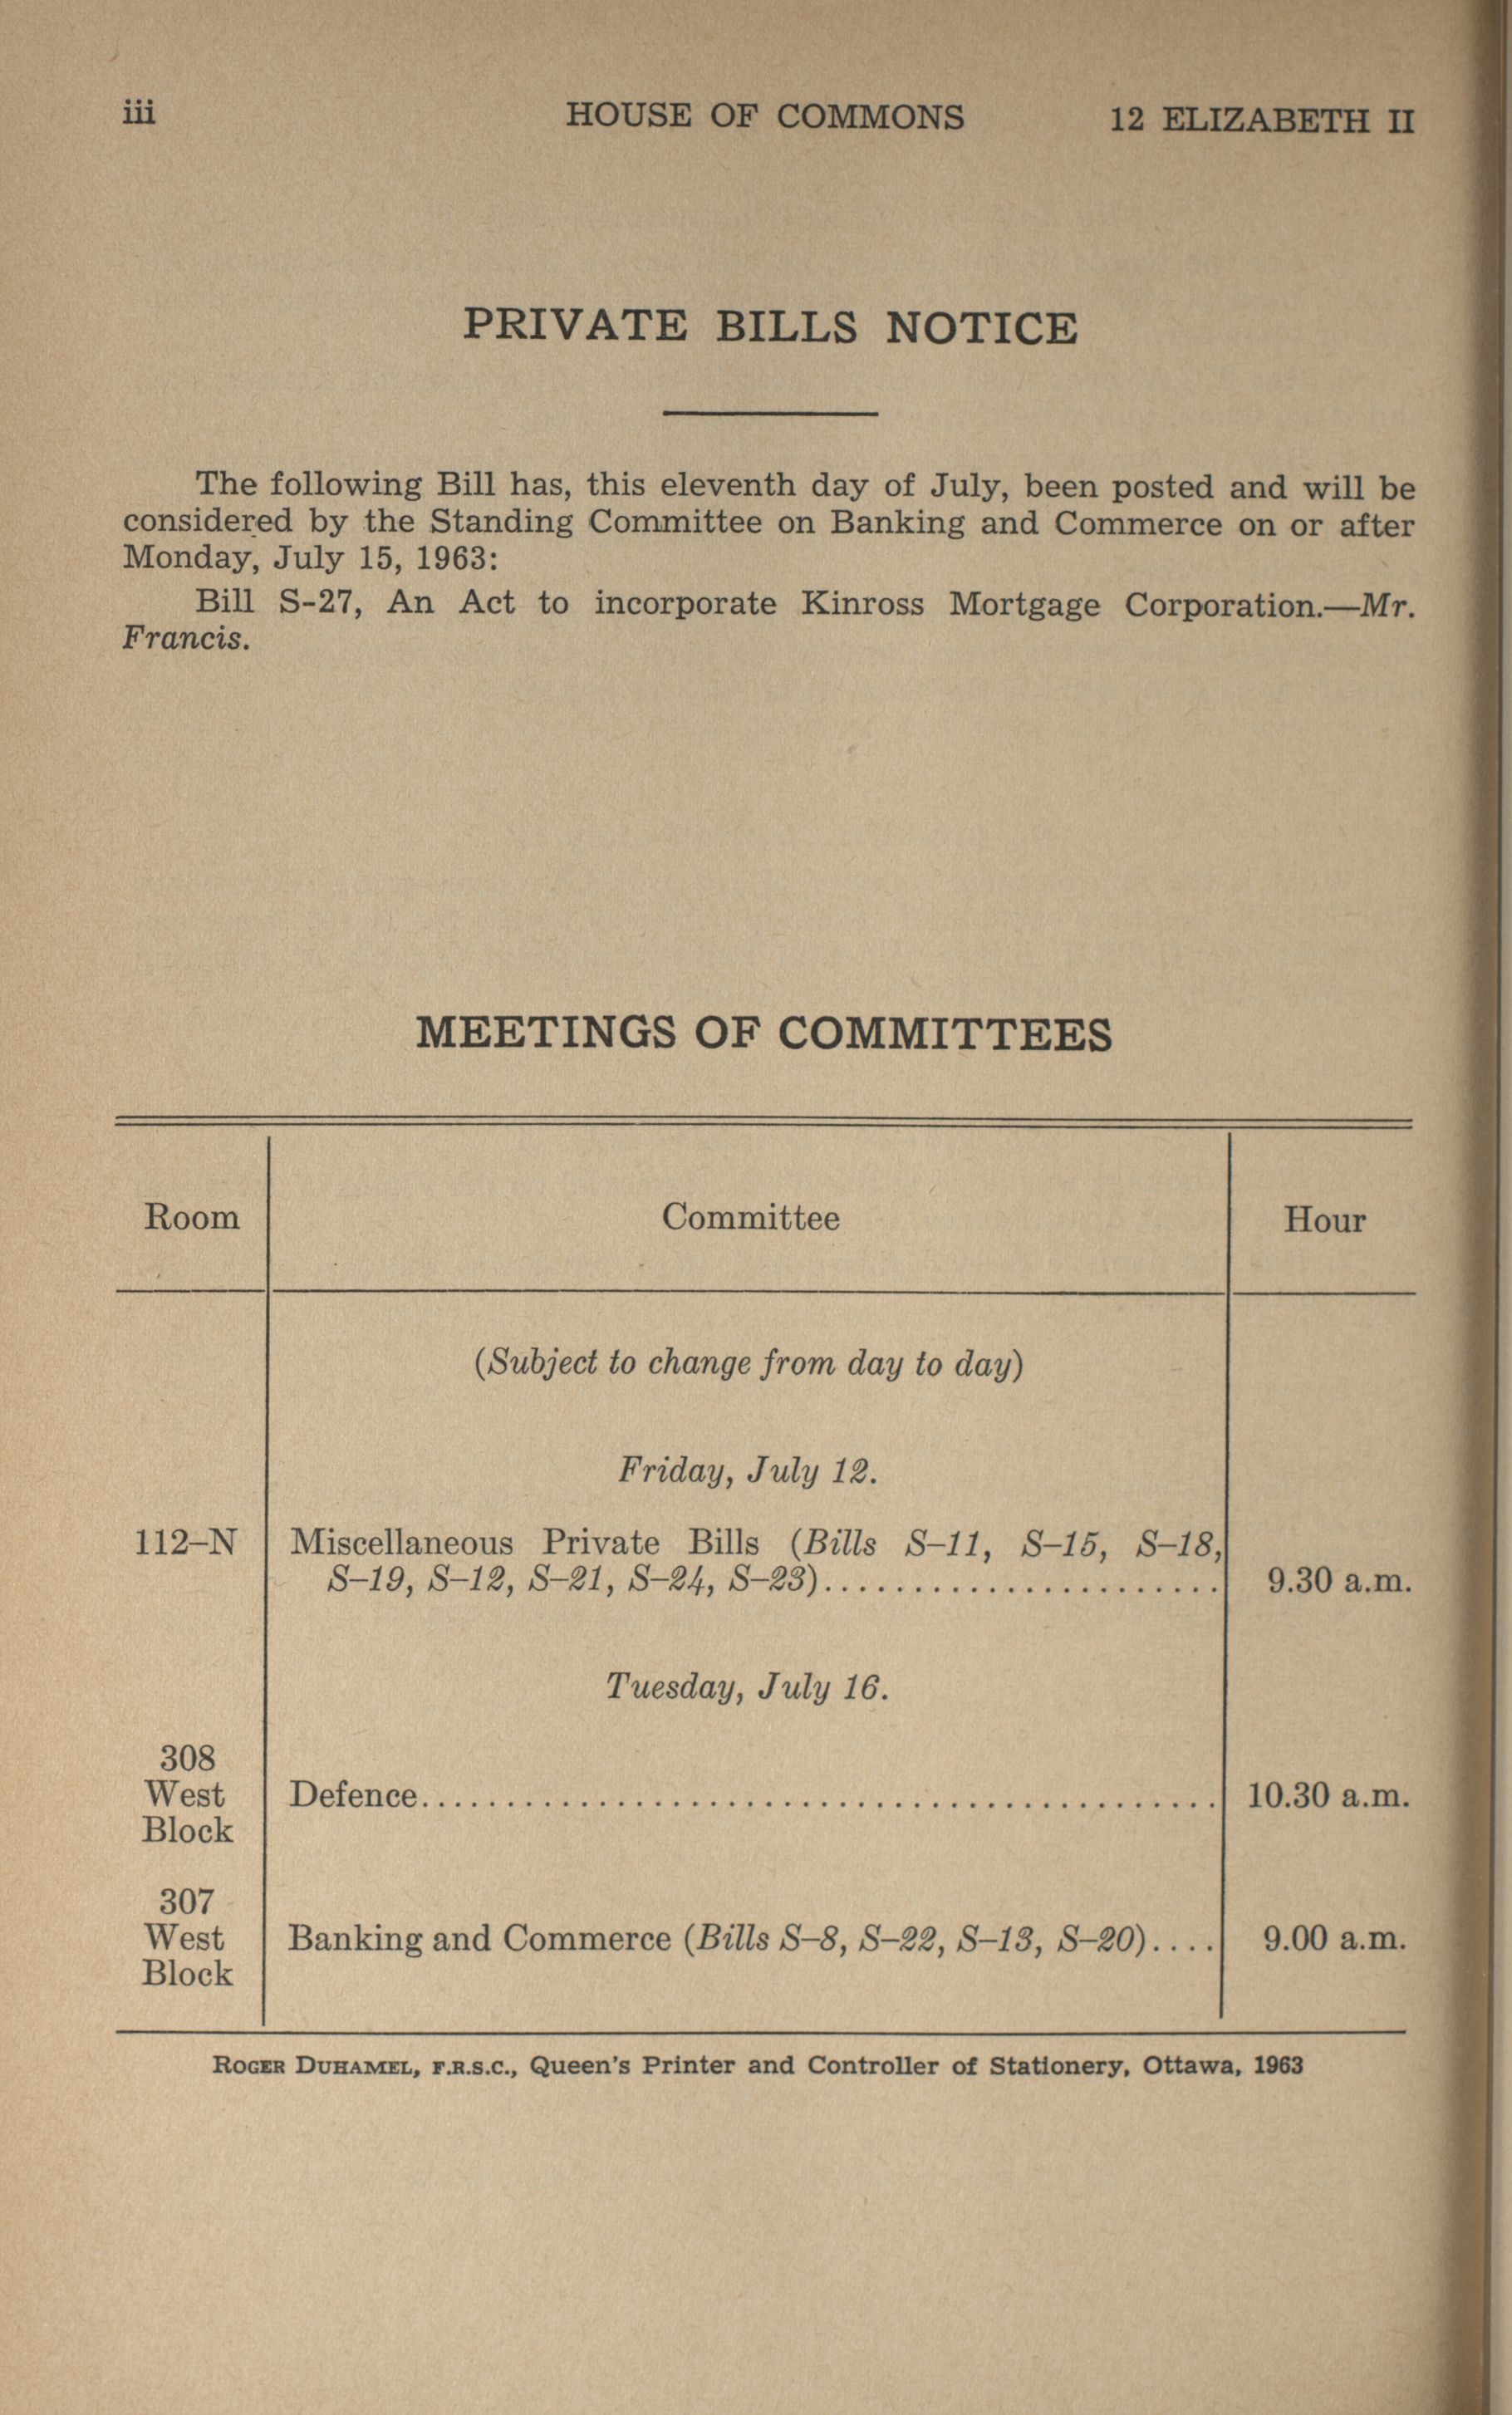 iii HOUSE OF COMMONS 12 ELIZABETH II
PRIVATE BILLS NOTICE
The following Bill has, this eleventh day of July, been posted and will be
considered by the Standing Committee on Banking and Commerce on or after
Monday, July 15, 1963:
Bill S-27, An Act to incorporate Kinross Mortgage Corporation.—Mr.
Francis.
MEETINGS OF COMMITTEES
Room Committee Hour
(Subject to change from day to day)
Friday, July 12.
112–N Miscellaneous Private Bills (Bills S–11, S–15, S–18,
S–19, S–12, S–21, S–24, S–23)...................... 9.30 a.m.
Tuesday, July 16.
308
West Defence............................................. 10.30 a.m.
Block
307
West Banking and Commerce (Bills S–8, S–22, S–13, S–20).... 9.00 a.m.
Block
ROGER DUHAMEL, F.R.S.C., Queen's Printer and Controller of Stationery, Ottawa, 1963